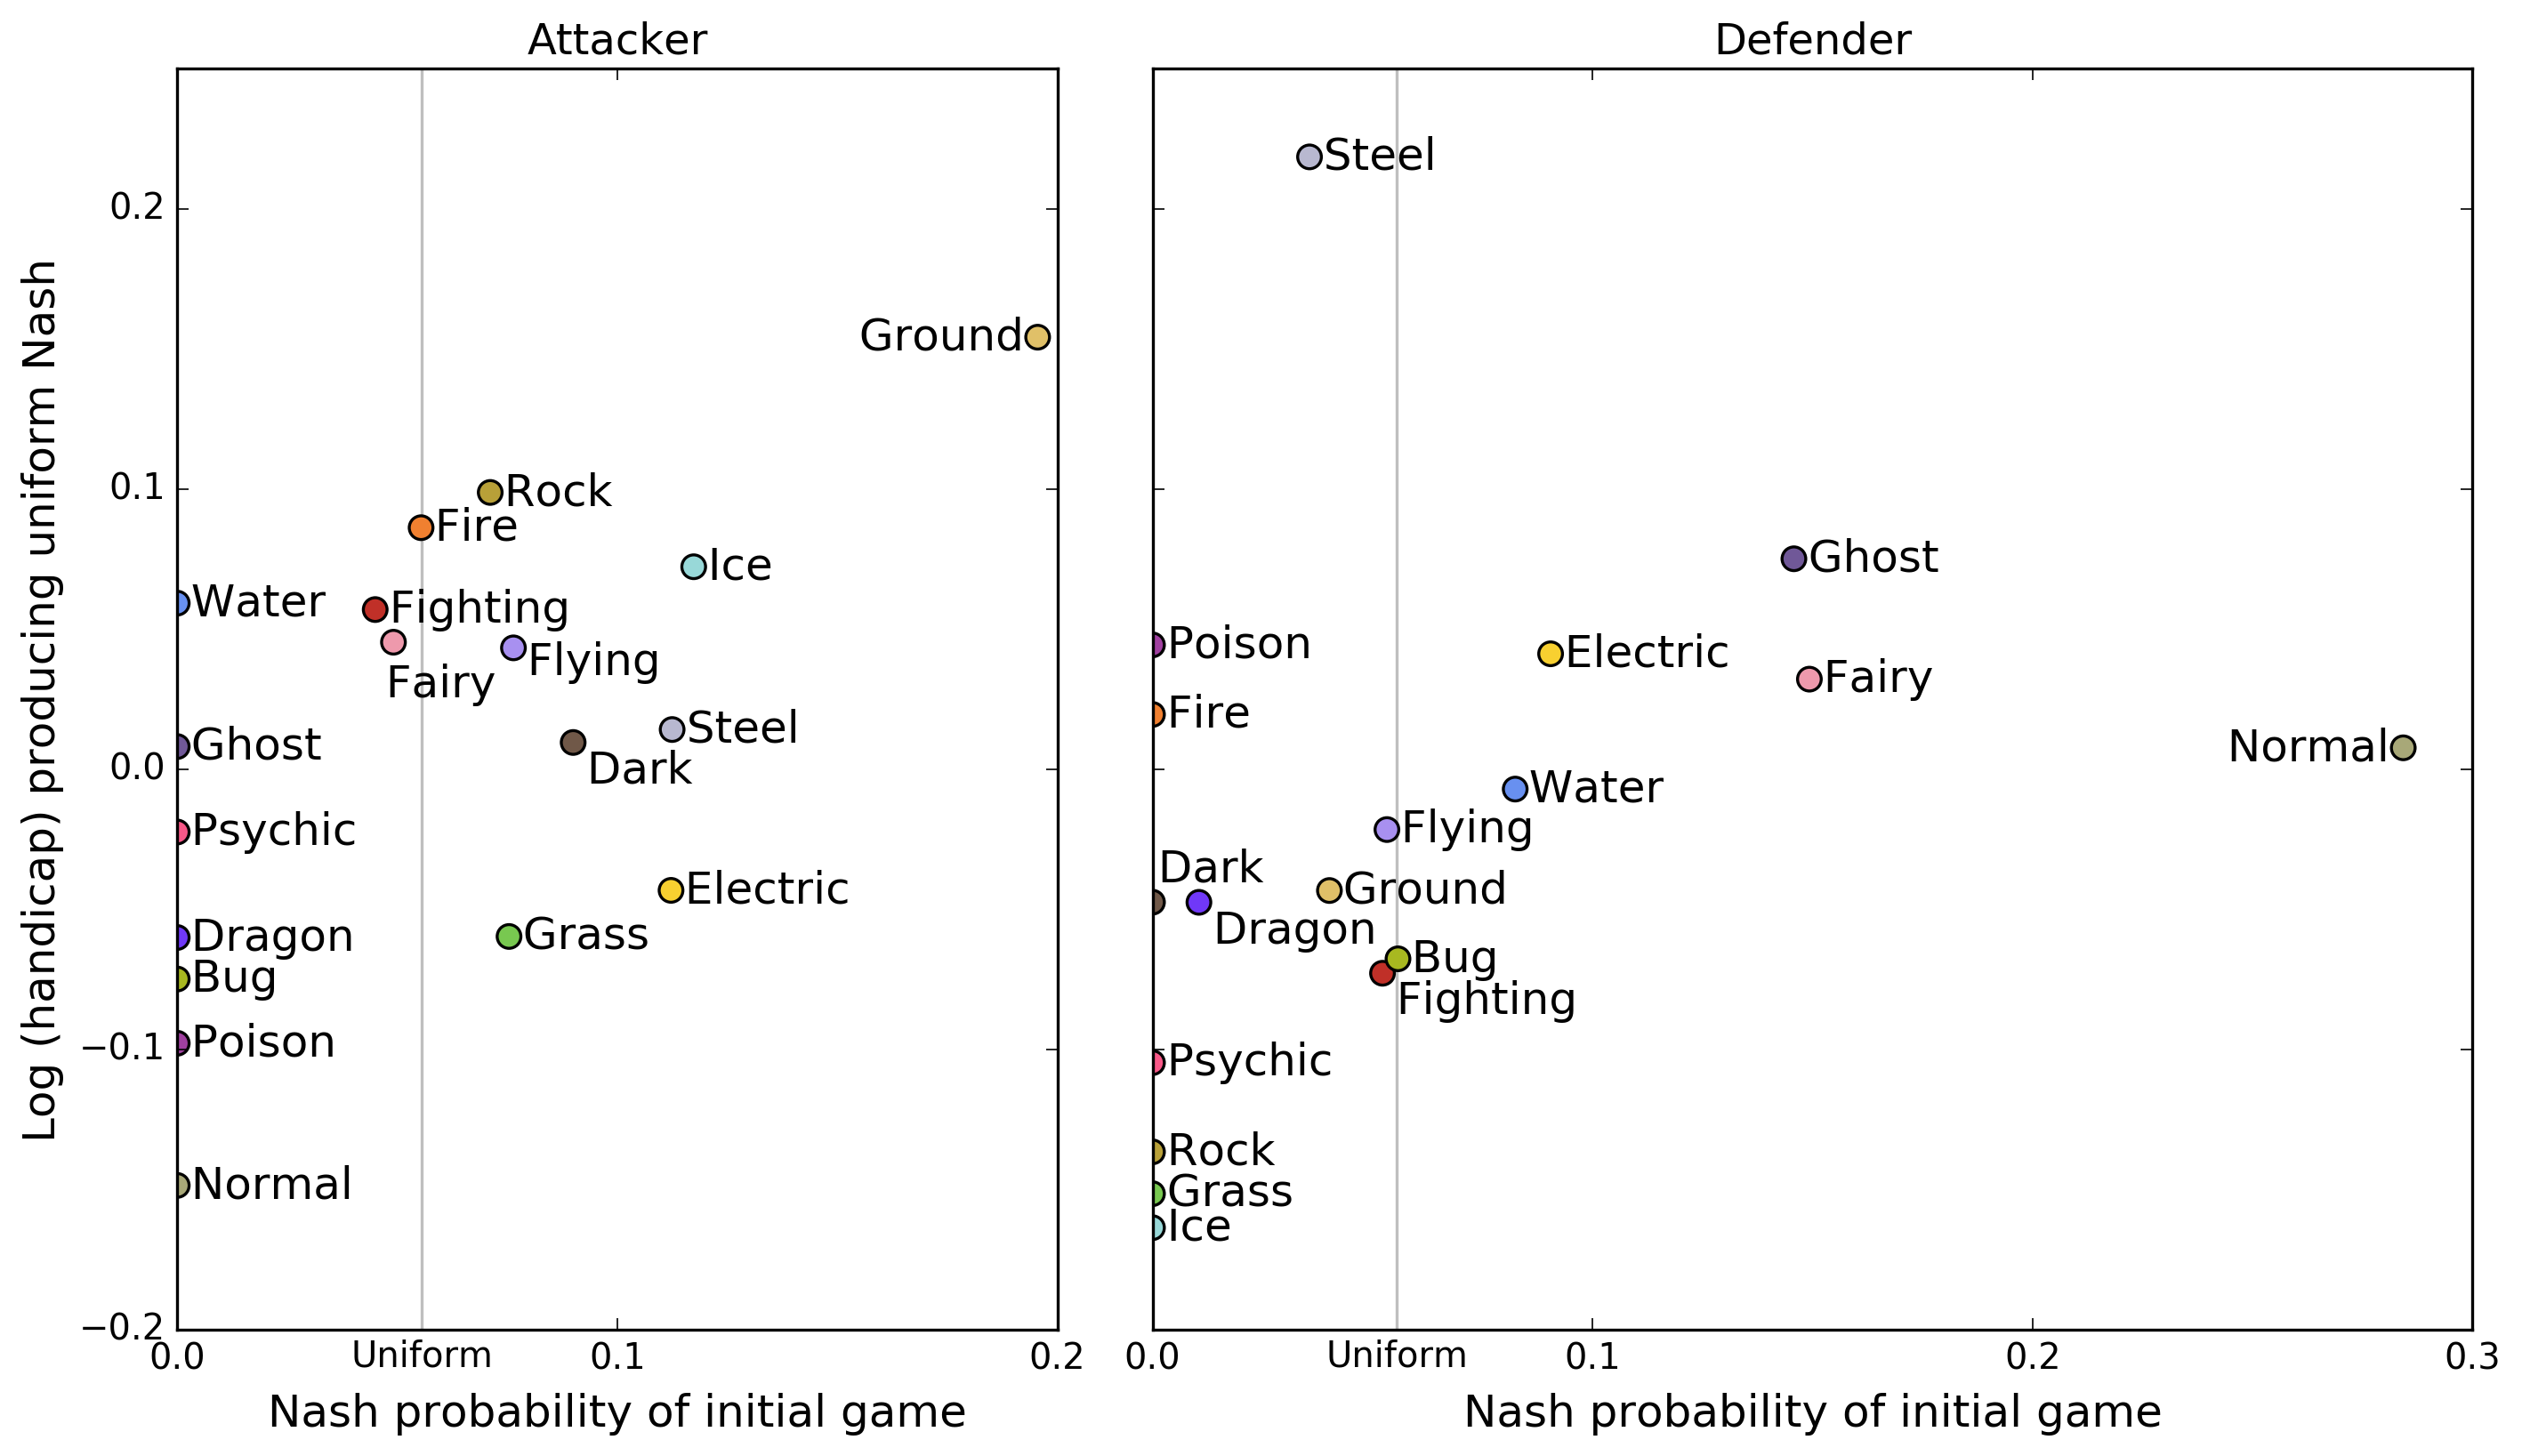 Attacker
Defender
Log (handicap) producing uniform Nash
0.2
0.1
0.0
−0.1
−0.2
Ground
Rock
Fire
Ice
Water
Fighting
Flying
Fairy
Steel
Ghost
Dark
Psychic
Electric
Dragon
Grass
Bug
Poison
Normal
0.0
Uniform
0.1
0.2
Nash probability of initial game
Steel
Ghost
Poison
Electric
Fairy
Fire
Normal
Water
Flying
Dark
Ground
Dragon
Bug
Fighting
Psychic
Rock
Grass
Ice
0.0
Uniform
0.1
0.2
0.3
Nash probability of initial game